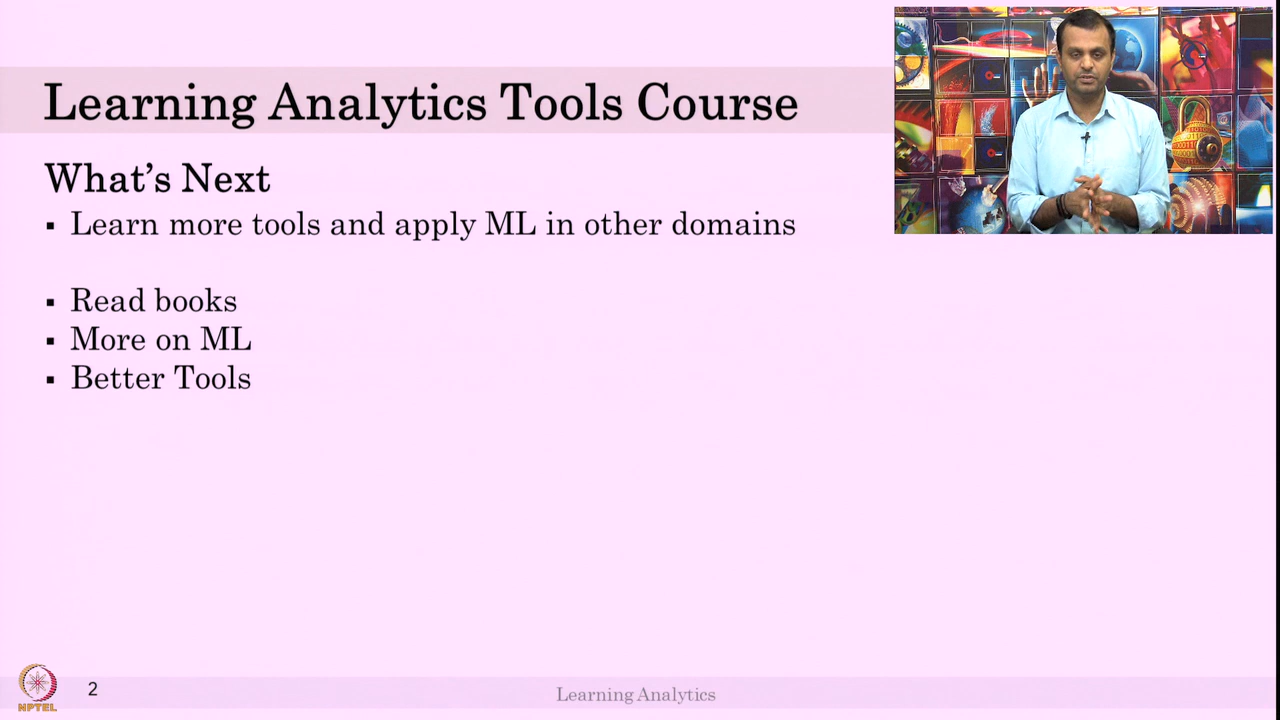 Learning Analytics Tools Course
What's Next
▪ Learn more tools and apply ML in other domains
▪ Read books
▪ More on ML
▪ Better Tools
NPTEL
2
Learning Analytics